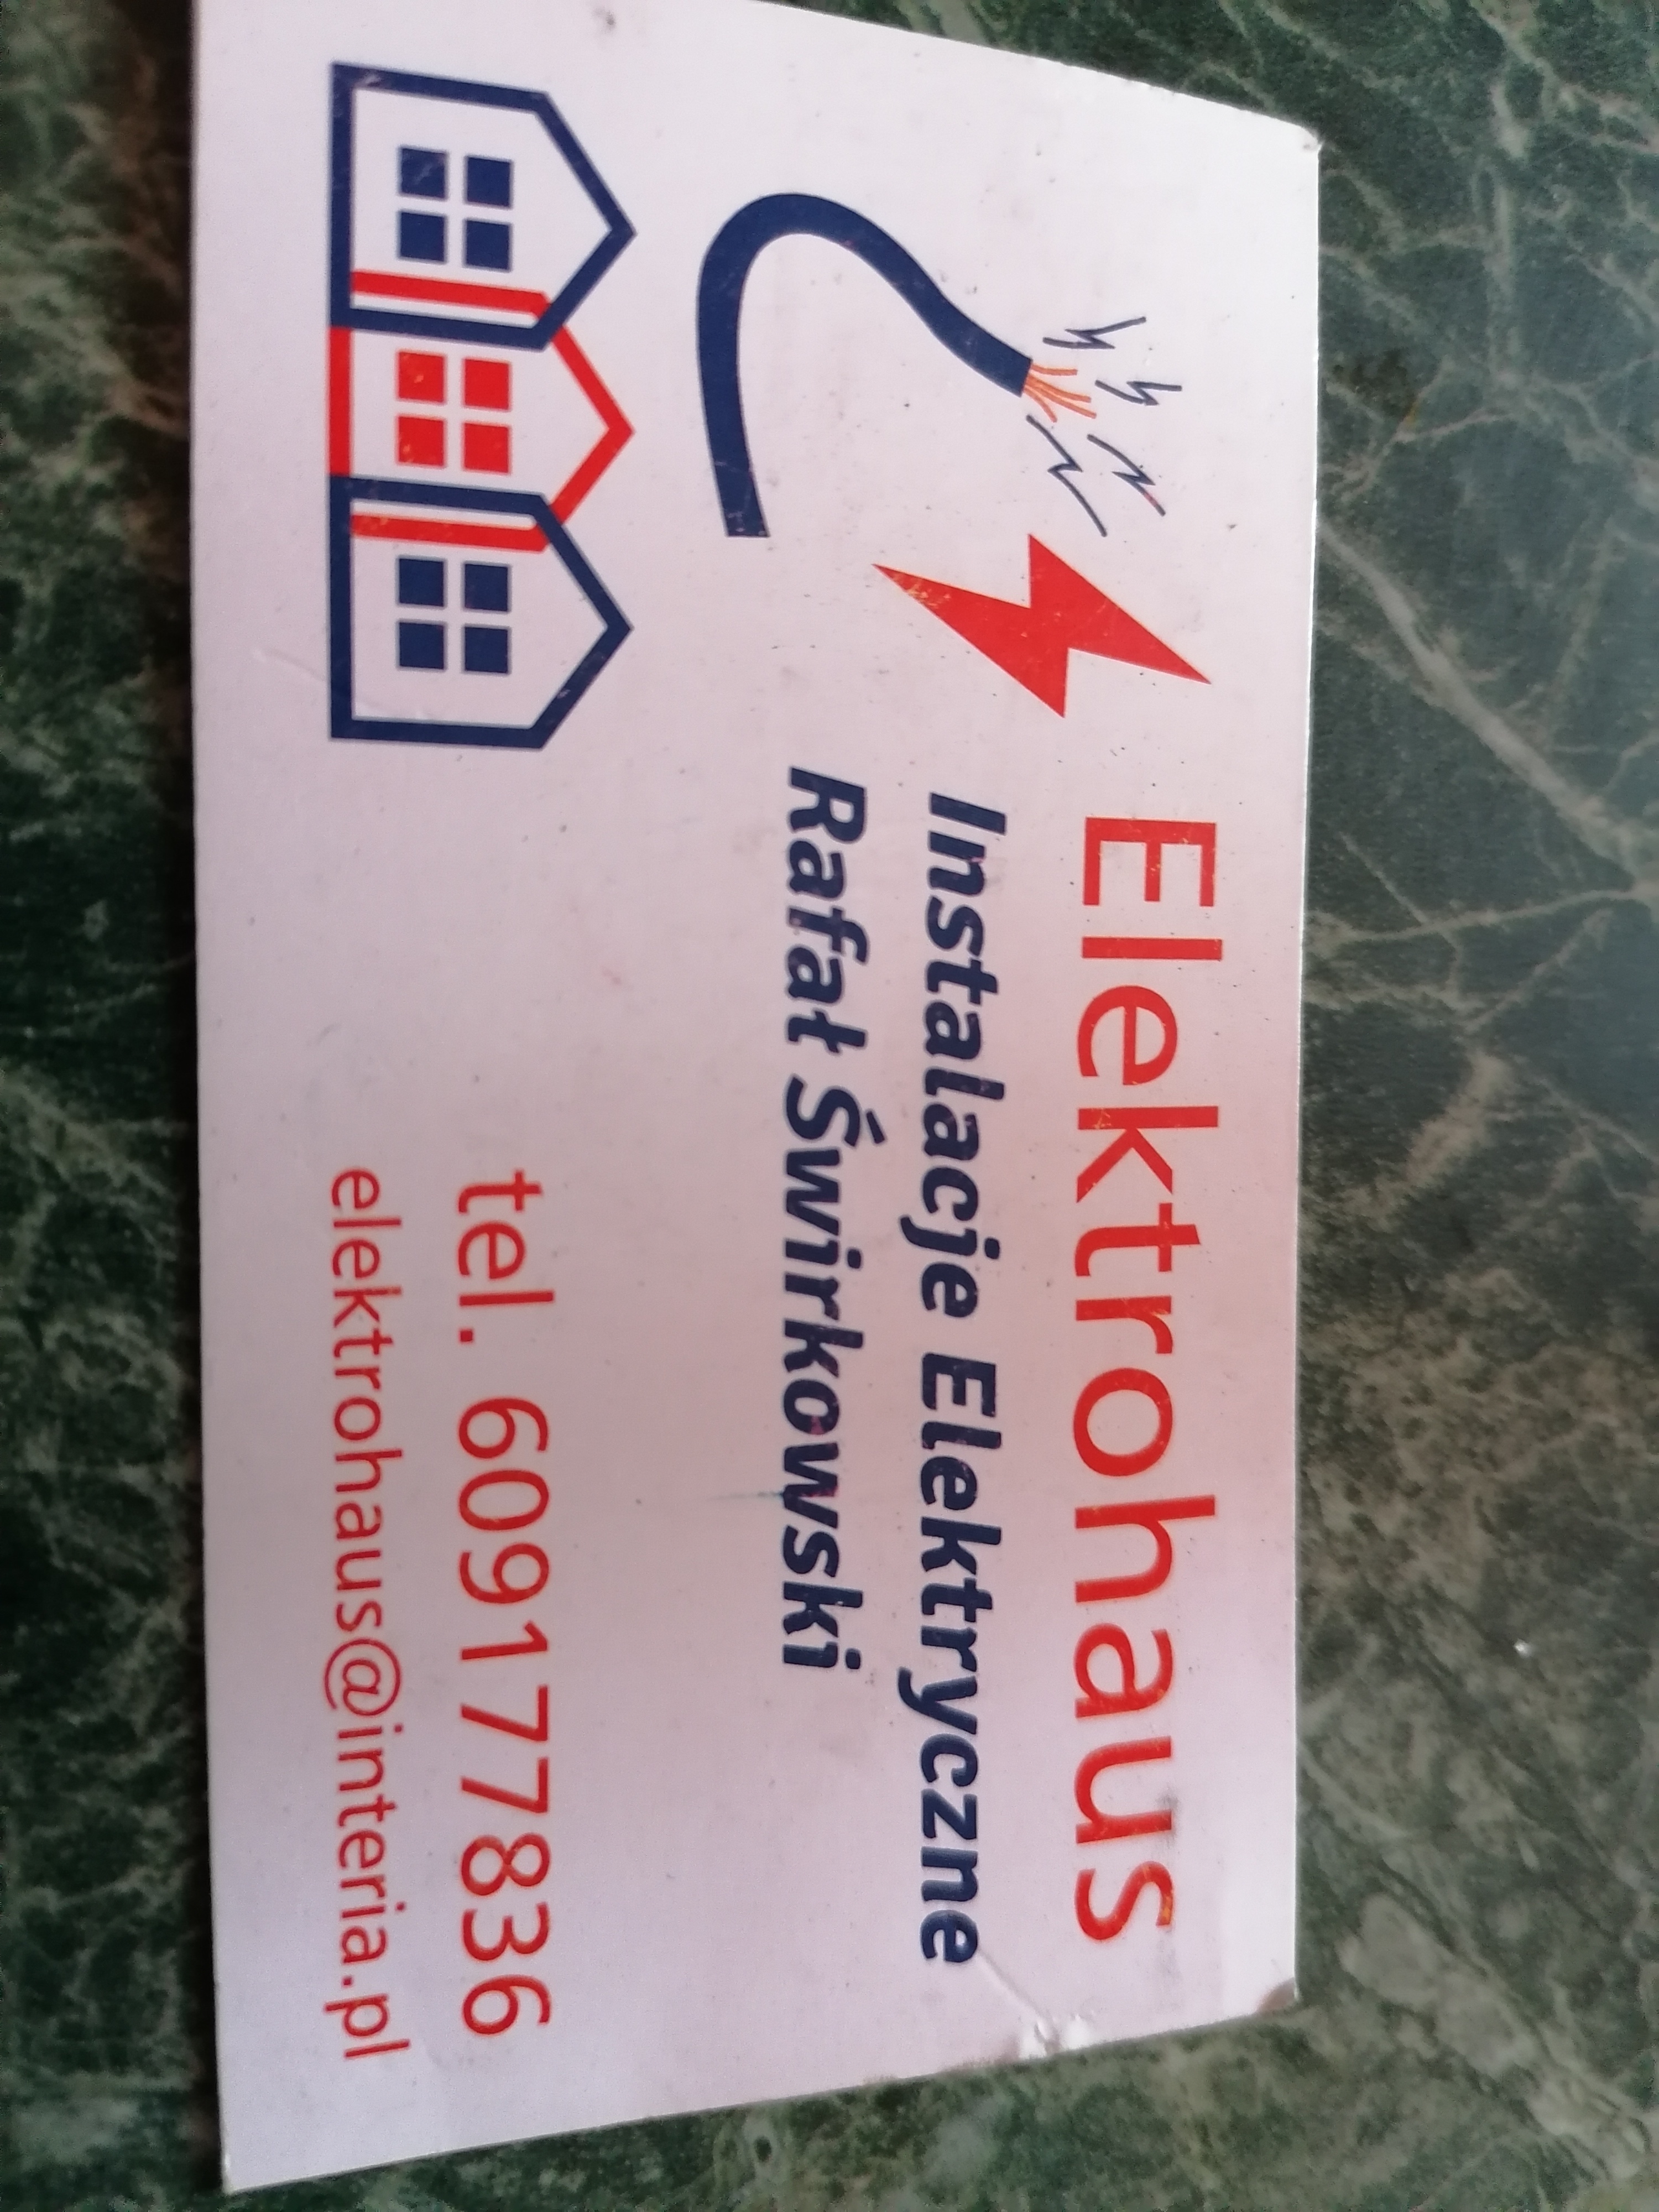 Elektrohaus
Instalacje Elektryczne
Rafał Świrkowski
tel. 609177836
elektrohaus@interia.pl